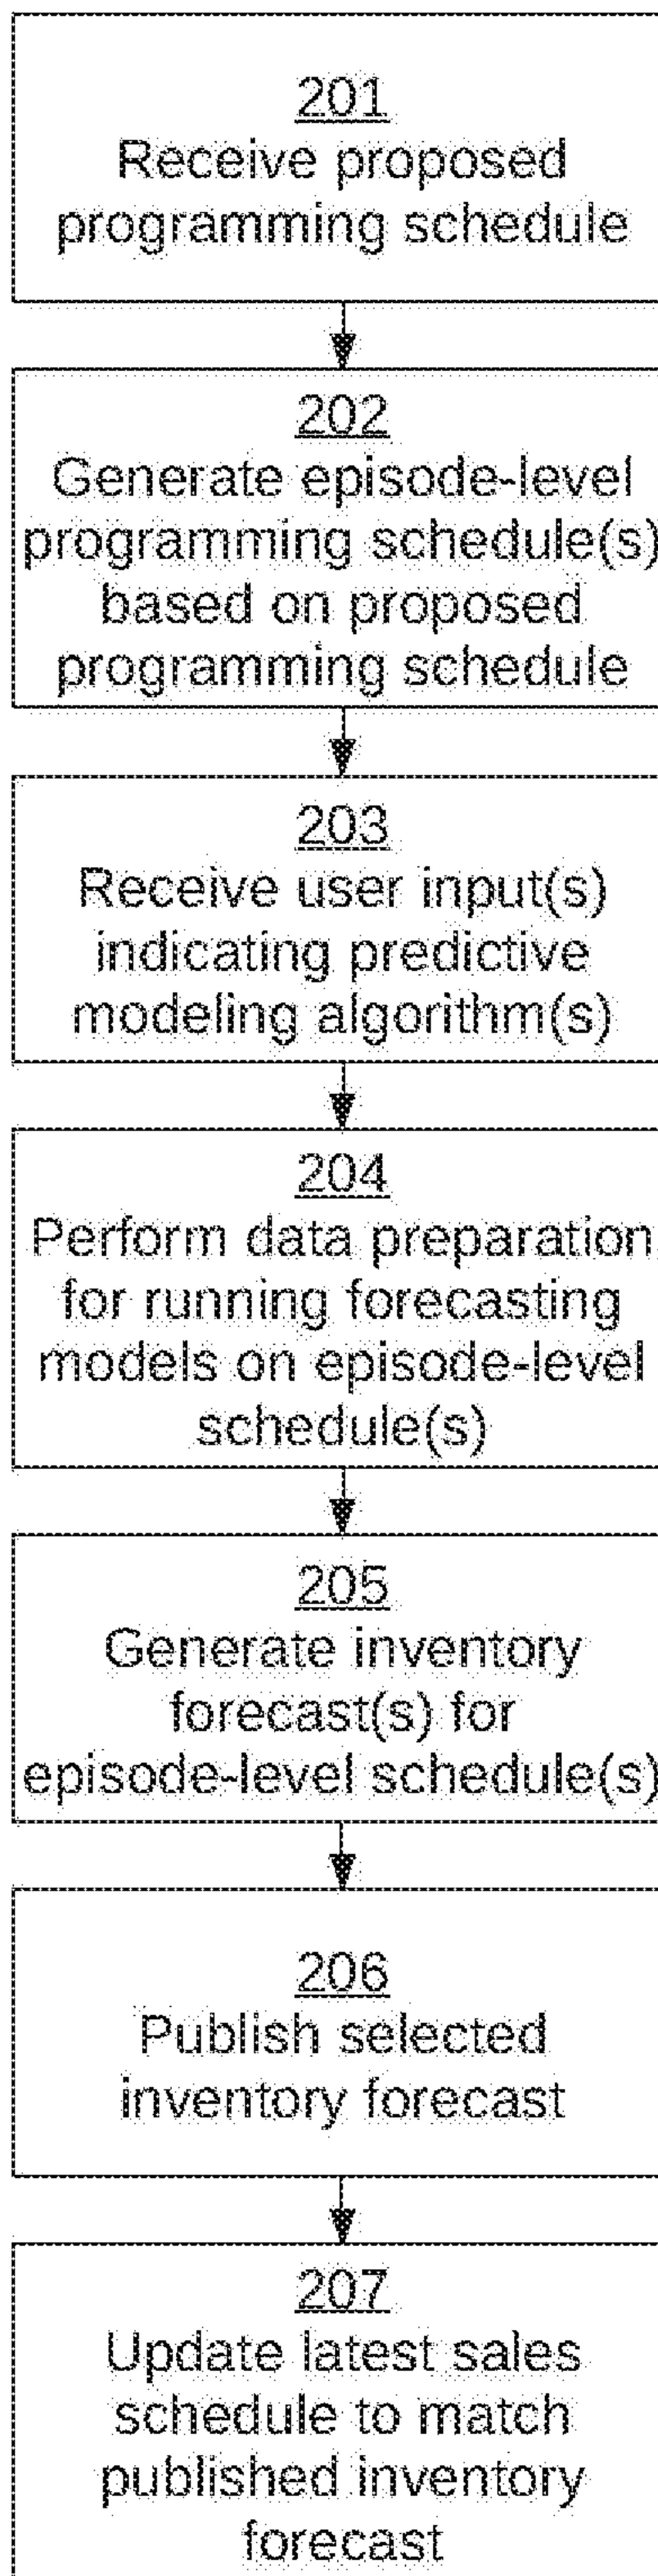 201
Receive proposed
programming schedule
202
Generate episode-level
programming schedule(s)
based on proposed
programming schedule
203
Receive user input(s)
indicating predictive
modeling algorithm(s)
204
Perform data preparation
for running forecasting
models on episode-level
schedule(s)
205
Generate inventory
forecast(s) for
episode-level schedule(s)
206
Publish selected
inventory forecast
207
Update latest sales
schedule to match
published inventory
forecast